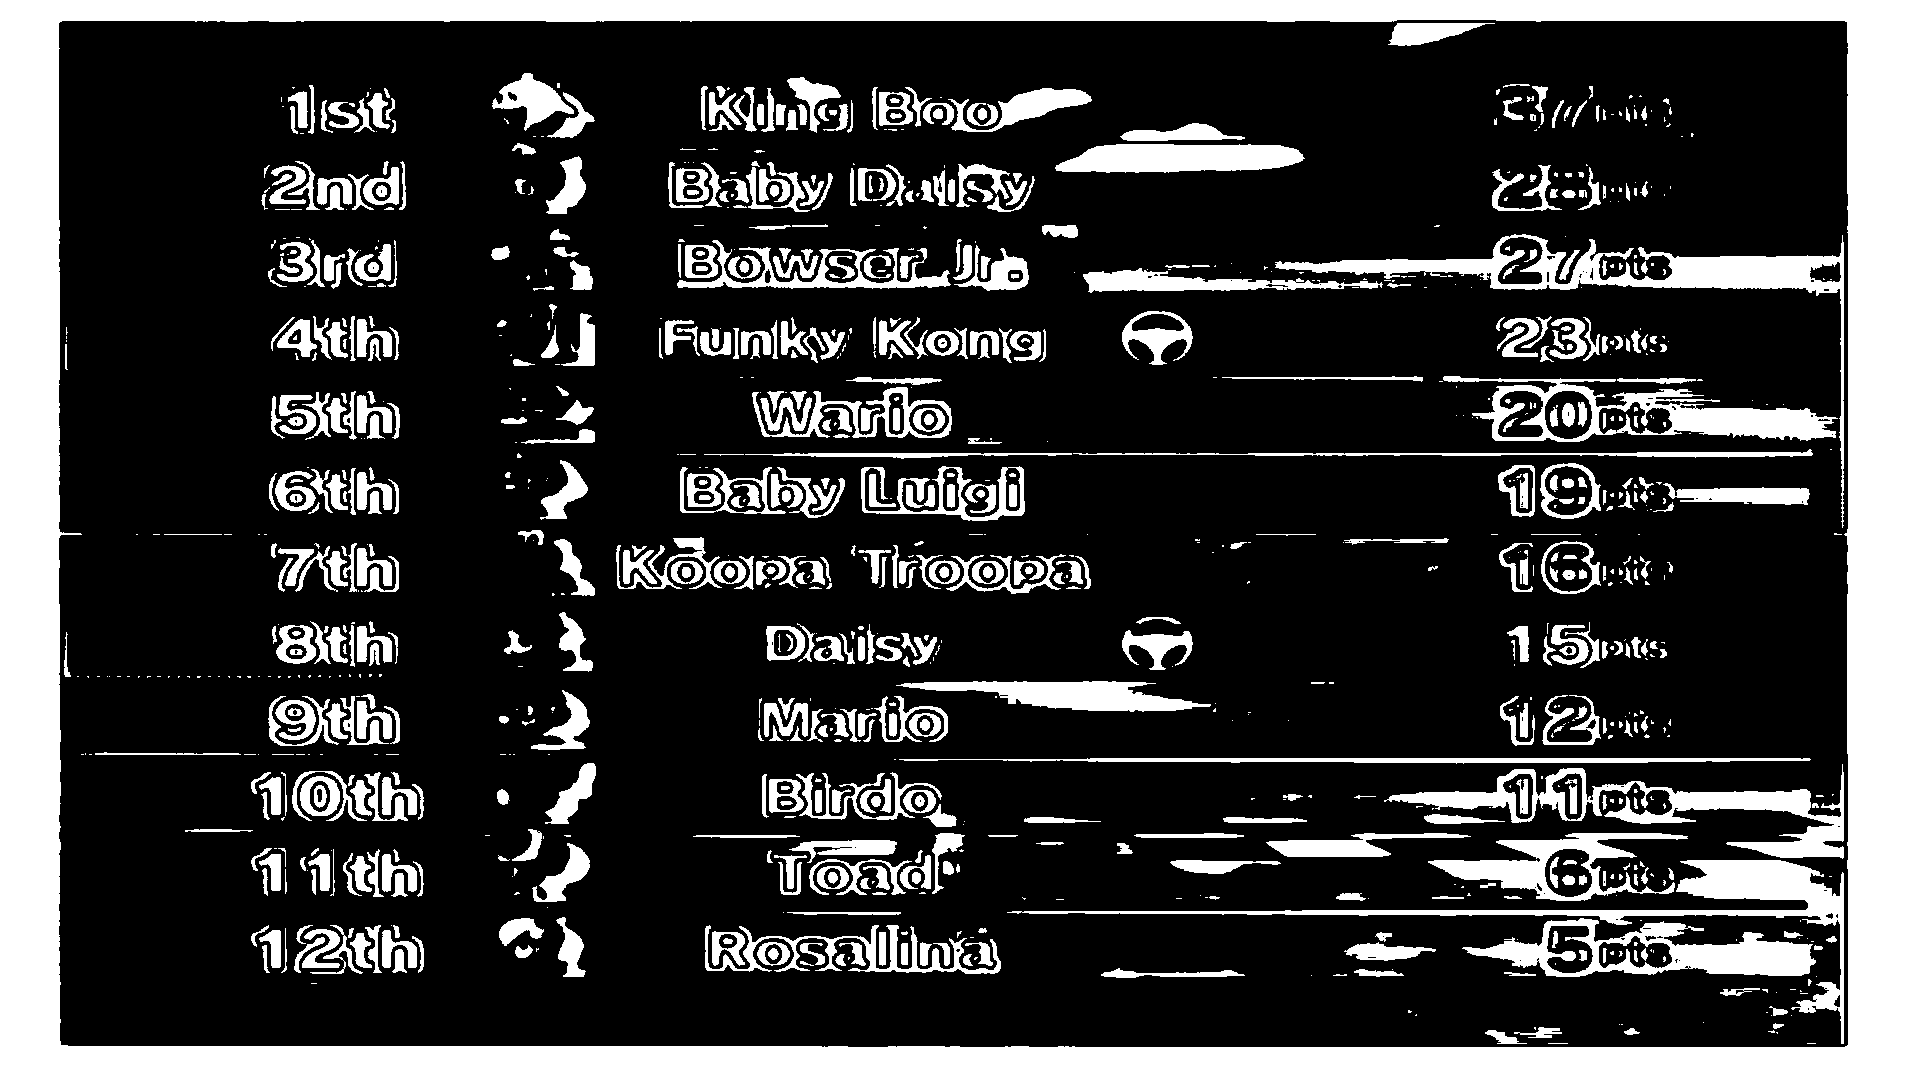 1st King Boo 37pts
2nd Baby Daisy 28pts
3rd Bowser Jr. 27pts
4th Funky Kong 23pts
5th Wario 20pts
6th Baby Luigi 19pts
7th Koopa Troopa 16pts
8th Daisy 15pts
9th Mario 12pts
10th Birdo 11pts
11th Toad 6pts
12th Rosalina 5pts